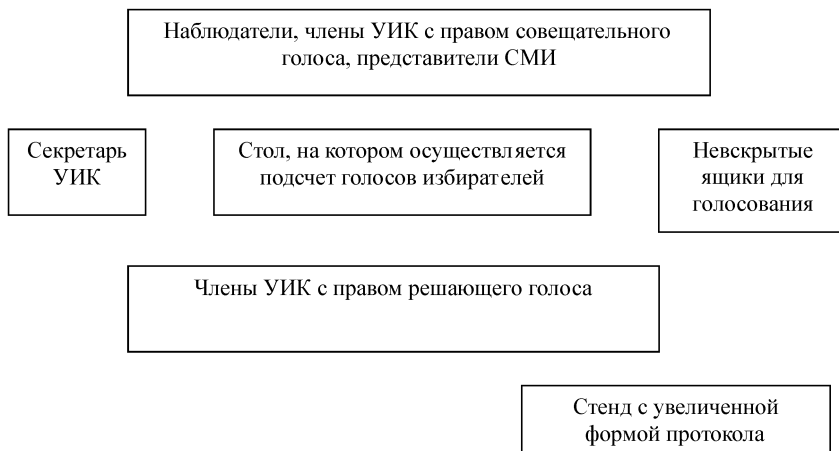 Наблюдатели, члены УИК с правом совещательного
голоса, представители СМИ
Секретарь
УИК
Стол, на котором осуществляется
подсчет голосов избирателей
Невскрытые
ящики для
голосования
Члены УИК с правом решающего голоса
Стенд с увеличенной
формой протокола